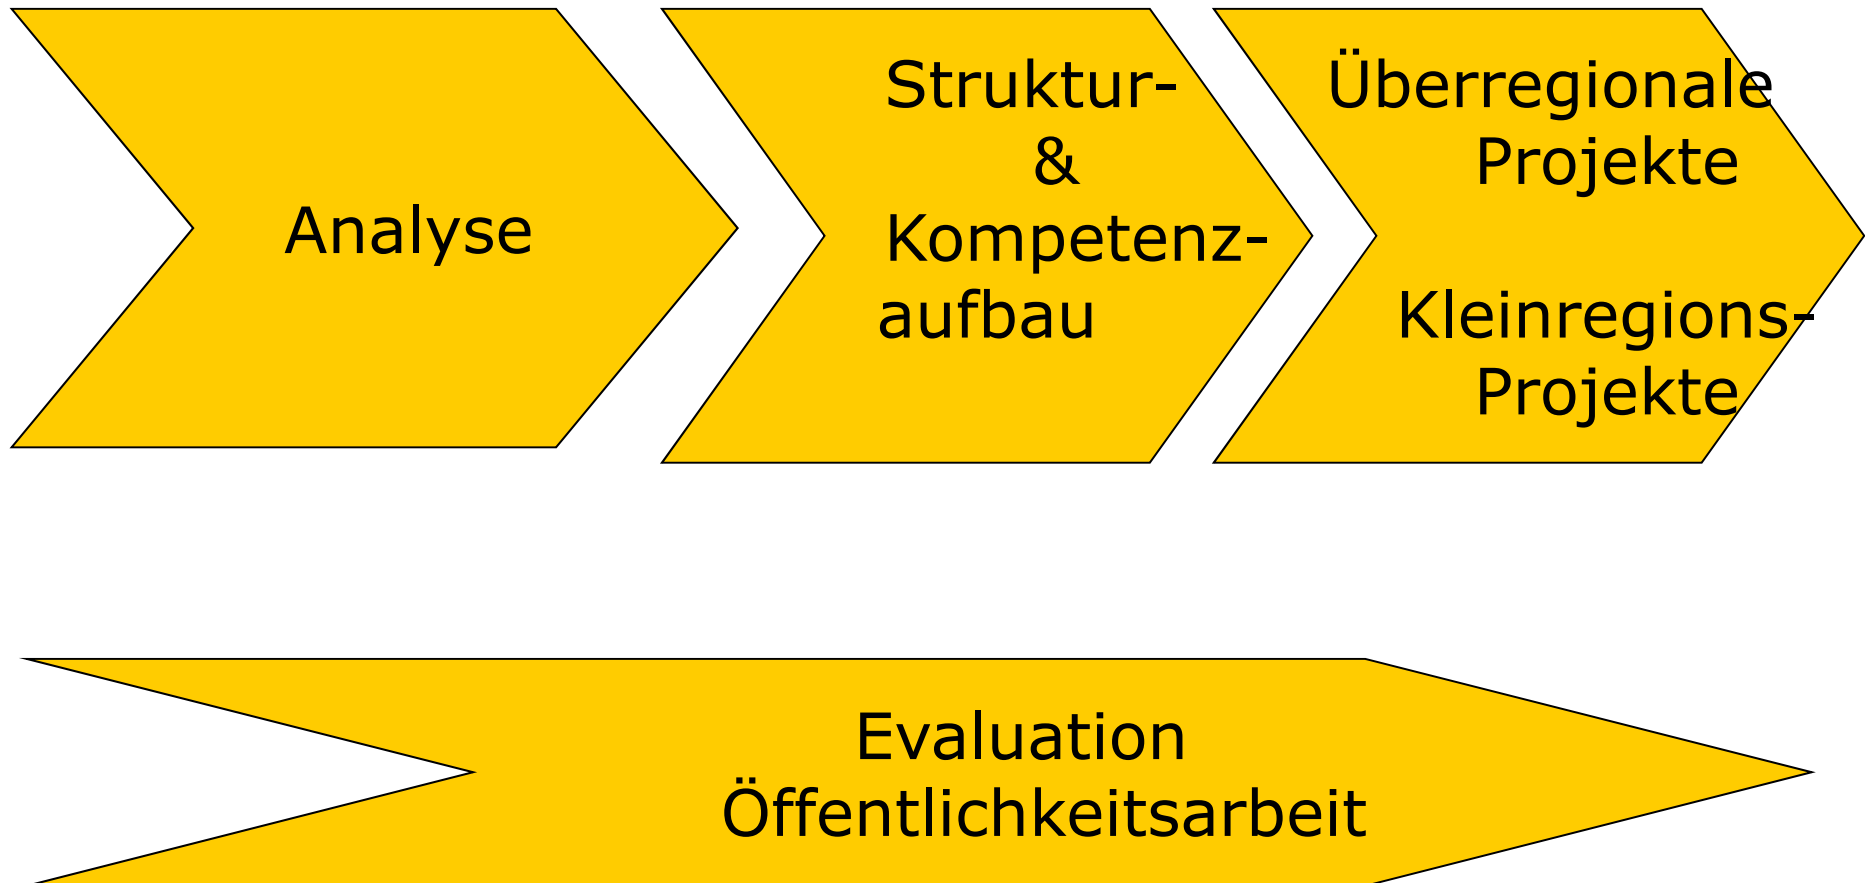 Analyse
Struktur-
&
Kompetenz-
aufbau
Überregionale
Projekte
Kleinregions-
Projekte
Evaluation
Öffentlichkeitsarbeit